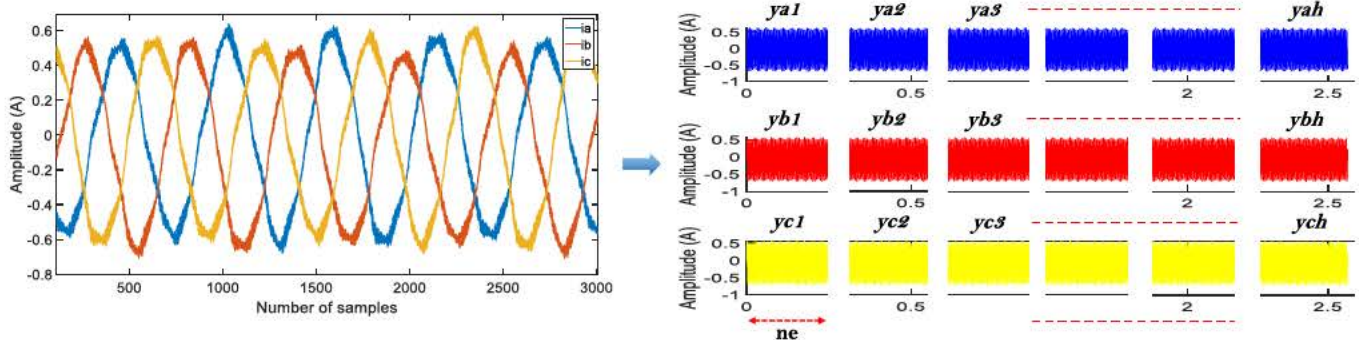 0.6
0.4
0.2
0
-0.2
-0.4
-0.6
-0.8
Amplitude (A)
500 1000 1500 2000 2500 3000
Number of samples
ia
ib
ic
ya1 ya2 ya3 yah
Amplitude (A)
0.5
0
-0.5
-1
0 0.5 2 2.5
yb1 yb2 yb3 ybh
Amplitude (A)
0.5
0
-0.5
-1
0 0.5 2 2.5
yc1 yc2 yc3 ych
Amplitude (A)
0.5
0
-0.5
-1
0 0.5 2 2.5
ne